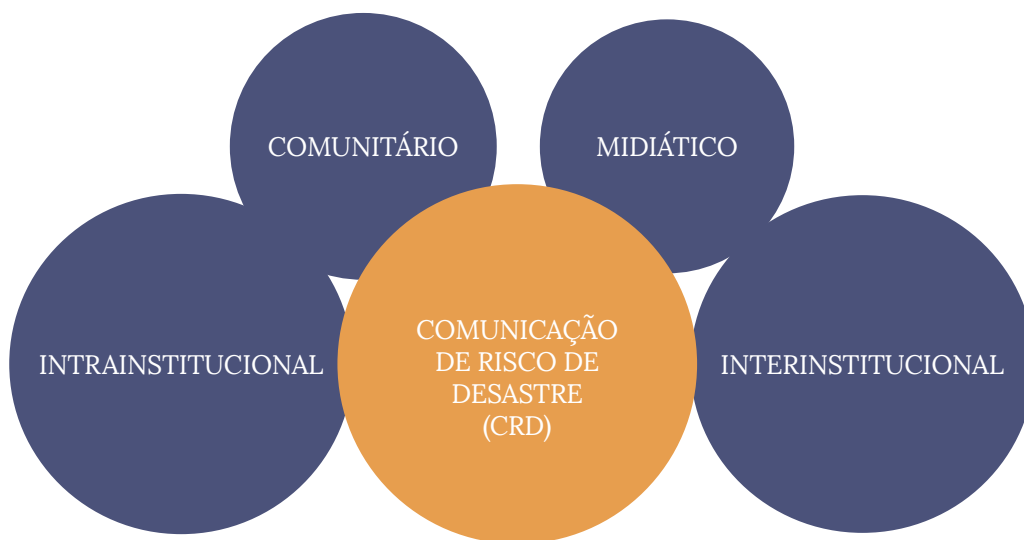 COMUNITÁRIO
MIDIÁTICO
INTRAINSTITUCIONAL
COMUNICAÇÃO
DE RISCO DE
DESASTRE
(CRD)
INTERINSTITUCIONAL